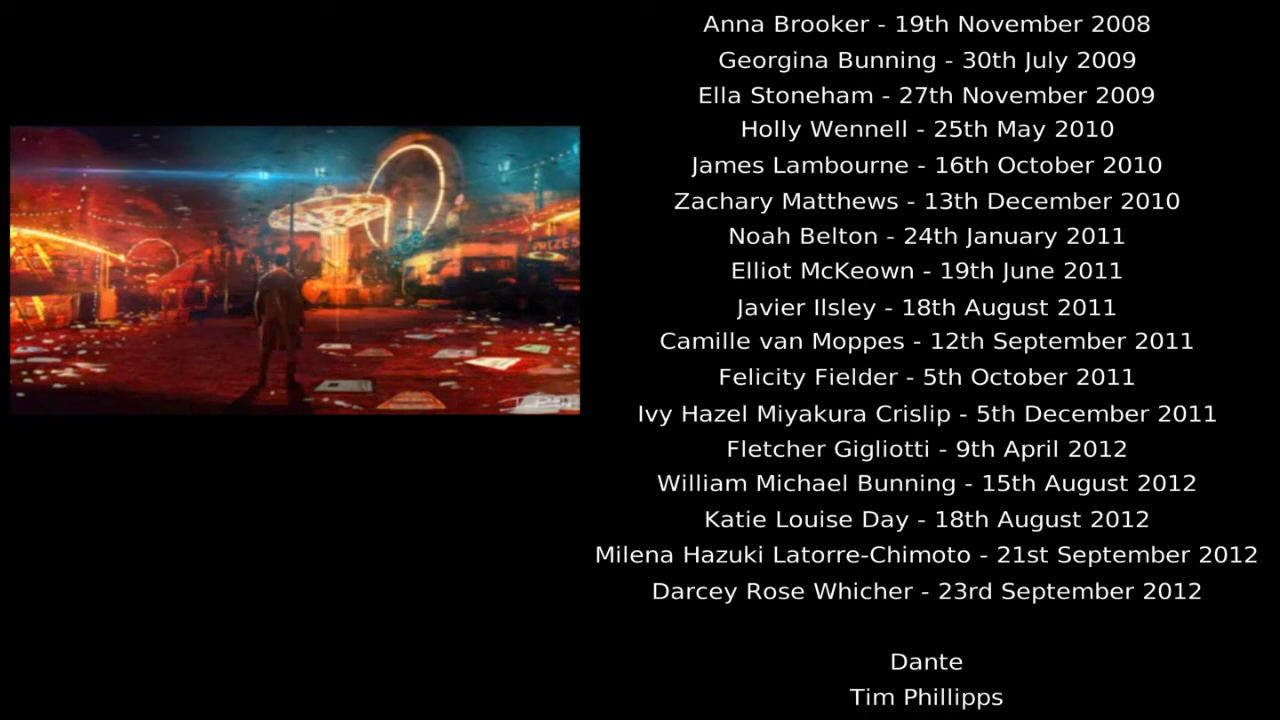 Anna Brooker - 19th November 2008
Georgina Bunning - 30th July 2009
Ella Stoneham - 27th November 2009
Holly Wennell - 25th May 2010
James Lambourne - 16th October 2010
Zachary Matthews - 13th December 2010
Noah Belton - 24th January 2011
Elliot McKeown - 19th June 2011
Javier Ilsley - 18th August 2011
Camille van Moppes - 12th September 2011
Felicity Fielder - 5th October 2011
Ivy Hazel Miyakura Crislip - 5th December 2011
Fletcher Gigliotti - 9th April 2012
William Michael Bunning - 15th August 2012
Katie Louise Day - 18th August 2012
Milena Hazuki Latorre-Chimoto - 21st September 2012
Darcey Rose Whicher - 23rd September 2012
Dante
Tim Phillipps
PRIZES